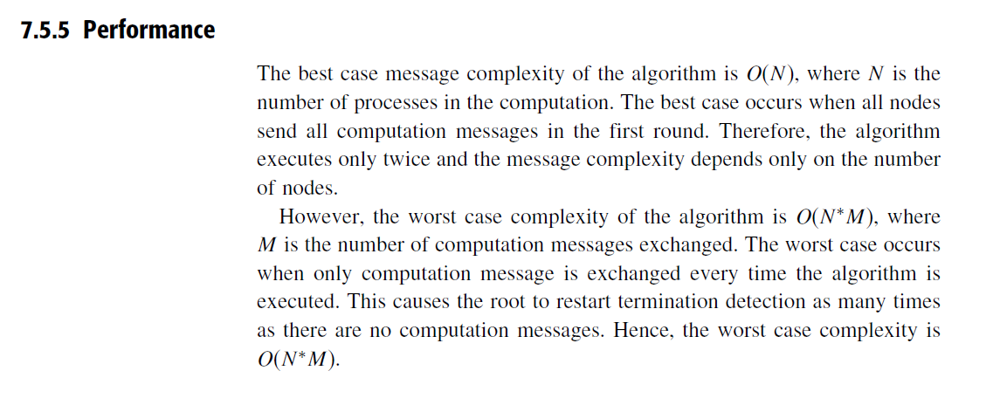 7.5.5 Performance
The best case message complexity of the algorithm is O(N), where N is the
number of processes in the computation. The best case occurs when all nodes
send all computation messages in the first round. Therefore, the algorithm
executes only twice and the message complexity depends only on the number
of nodes.
However, the worst case complexity of the algorithm is O(N*M), where
M is the number of computation messages exchanged. The worst case occurs
when only computation message is exchanged every time the algorithm is
executed. This causes the root to restart termination detection as many times
as there are no computation messages. Hence, the worst case complexity is
O(N*M).